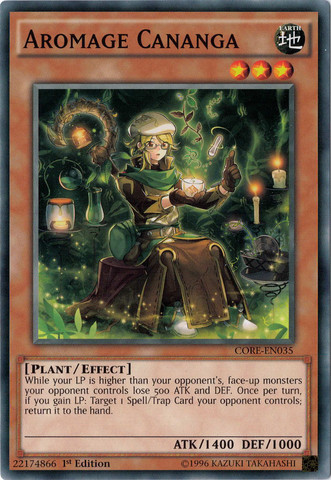 AROMAGE CANANGA
EARTH
地
CORE-EN035
[PLANT/EFFECT]
While your LP is higher than your opponent's, face-up monsters
your opponent controls lose 500 ATK and DEF. Once per turn,
if you gain LP: Target 1 Spell/Trap Card your opponent controls;
return it to the hand.
ATK/1400 DEF/1000
22174866 1st Edition ©1996 KAZUKI TAKAHASHI